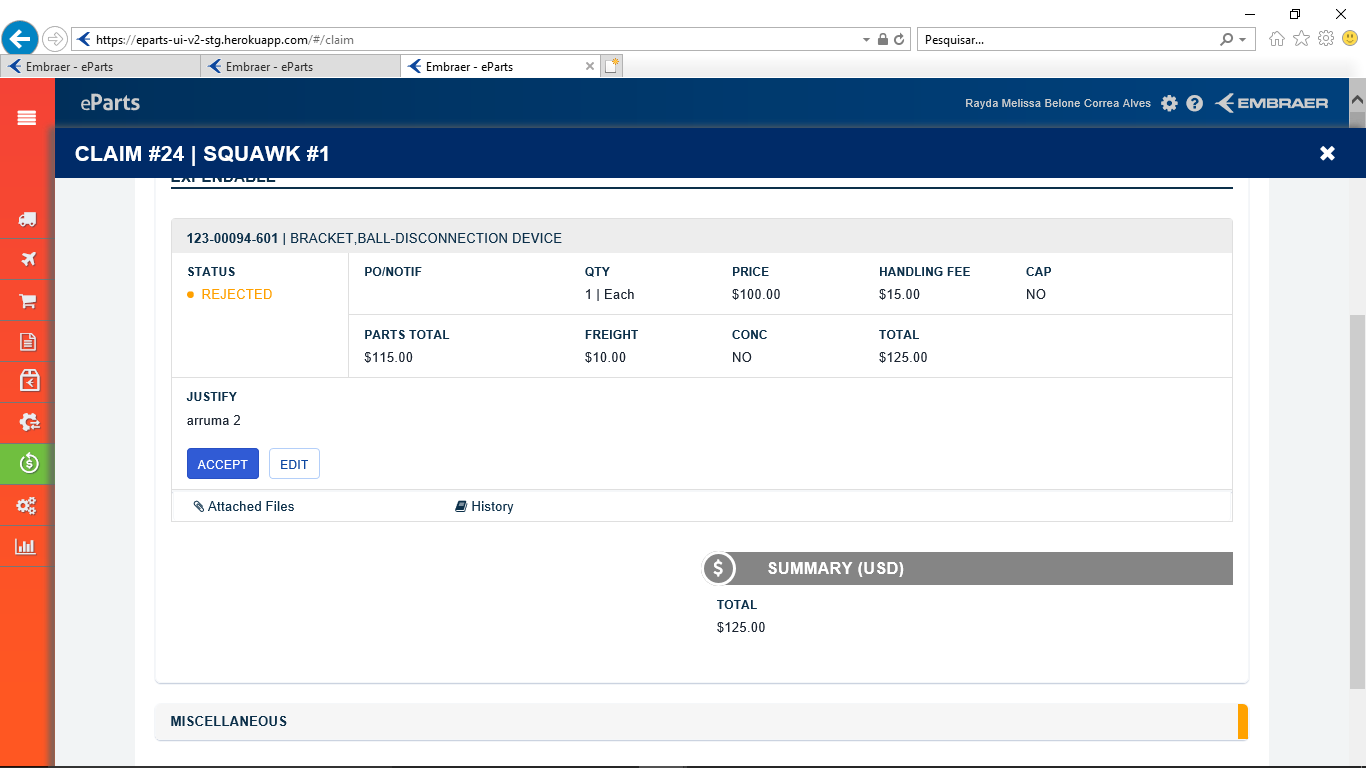 https://eparts-ui-v2-stg.herokuapp.com/#/claim
Pesquisar...
Embraer - eParts
Embraer - eParts
Embraer - eParts
eParts
Rayda Melissa Belone Correa Alves
EMBRAER
CLAIM #24 | SQUAWK #1
EXPENDABLE
123-00094-601 | BRACKET,BALL-DISCONNECTION DEVICE
STATUS
REJECTED
PO/NOTIF
QTY
1 | Each
PRICE
$100.00
HANDLING FEE
$15.00
CAP
NO
PARTS TOTAL
$115.00
FREIGHT
$10.00
CONC
NO
TOTAL
$125.00
JUSTIFY
arruma 2
ACCEPT
EDIT
Attached Files
History
$
SUMMARY (USD)
TOTAL
$125.00
MISCELLANEOUS